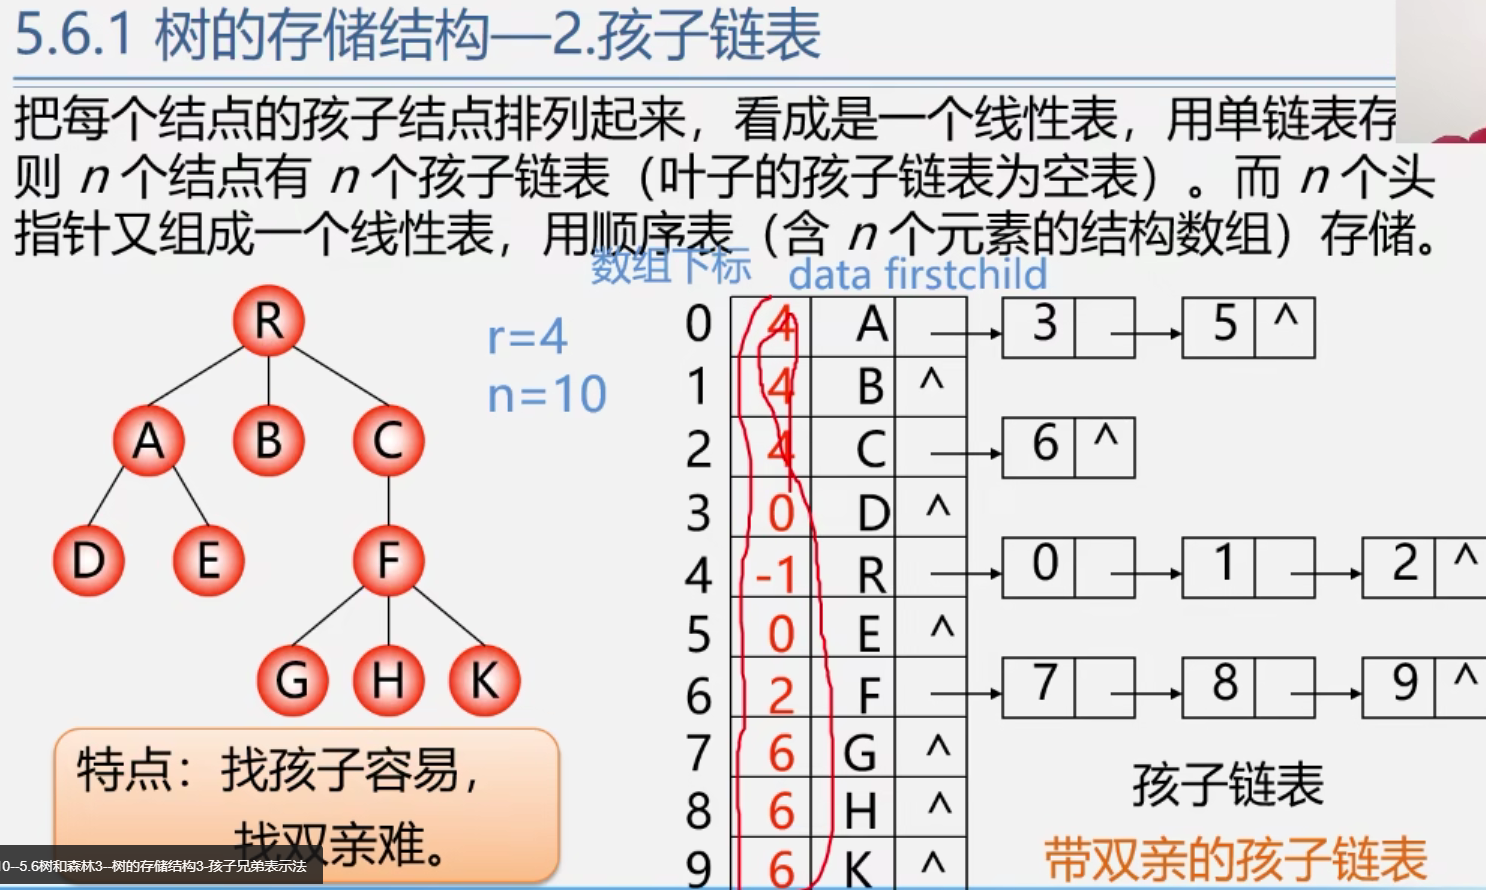 5.6.1 树的存储结构—2.孩子链表
把每个结点的孩子结点排列起来，看成是一个线性表，用单链表存
则 n 个结点有 n 个孩子链表（叶子的孩子链表为空表）。而 n 个头
指针又组成一个线性表，用顺序表（含 n 个元素的结构数组）存储。
数组下标 data firstchild
R
A B C
D E F
G H K
r=4
n=10
0 4 A 3 5 ^
1 4 B ^
2 4 C 6 ^
3 0 D ^
4 -1 R 0 1 2 ^
5 0 E ^
6 2 F 7 8 9 ^
7 6 G ^
8 6 H ^
9 6 K ^
特点：找孩子容易，
找双亲难。
孩子链表
带双亲的孩子链表
10--5.6树和森林3--树的存储结构3-孩子兄弟表示法